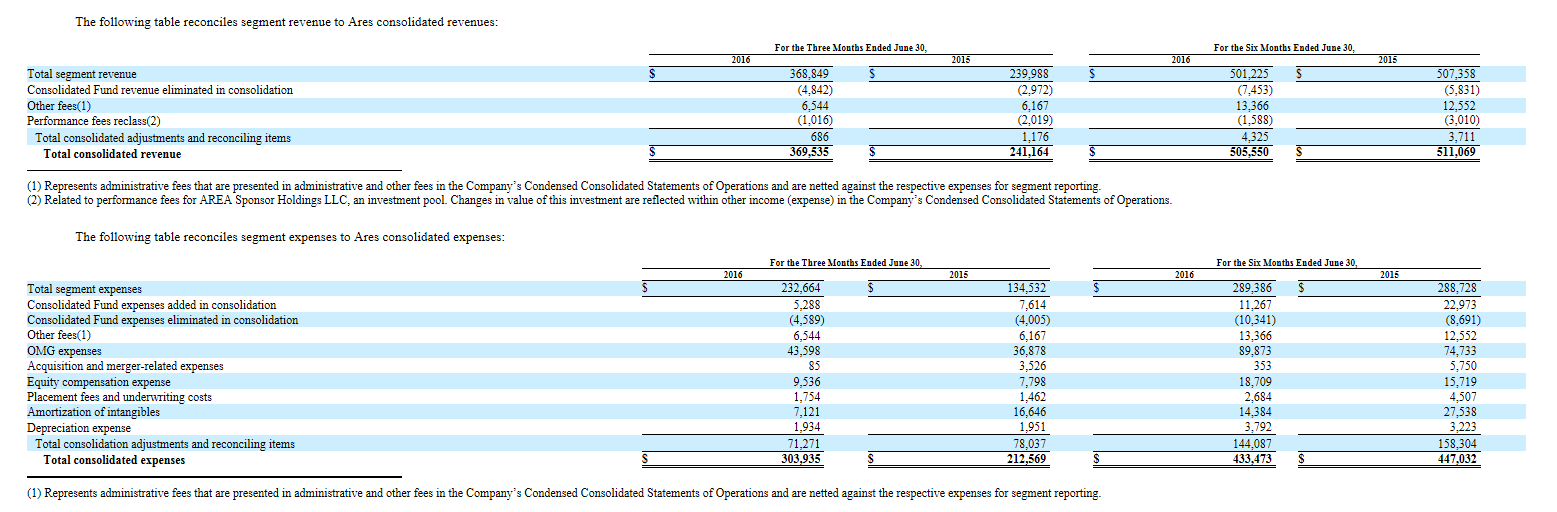 The following table reconciles segment revenue to Ares consolidated revenues:
For the Three Months Ended June 30, For the Six Months Ended June 30,
2016 2015 2016 2015
Total segment revenue $ 368,849 $ 239,988 $ 501,225 $ 507,358
Consolidated Fund revenue eliminated in consolidation (4,842) (2,972) (7,453) (5,831)
Other fees(1) 6,544 6,167 13,366 12,552
Performance fees reclass(2) (1,016) (2,019) (1,588) (3,010)
Total consolidated adjustments and reconciling items 686 1,176 4,325 3,711
Total consolidated revenue $ 369,535 $ 241,164 $ 505,550 $ 511,069
(1) Represents administrative fees that are presented in administrative and other fees in the Company's Condensed Consolidated Statements of Operations and are netted against the respective expenses for segment reporting.
(2) Related to performance fees for AREA Sponsor Holdings LLC, an investment pool. Changes in value of this investment are reflected within other income (expense) in the Company's Condensed Consolidated Statements of Operations.
The following table reconciles segment expenses to Ares consolidated expenses:
For the Three Months Ended June 30, For the Six Months Ended June 30,
2016 2015 2016 2015
Total segment expenses $ 232,664 $ 134,532 $ 289,386 $ 288,728
Consolidated Fund expenses added in consolidation 5,288 7,614 11,267 22,973
Consolidated Fund expenses eliminated in consolidation (4,589) (4,005) (10,341) (8,691)
Other fees(1) 6,544 6,167 13,366 12,552
OMG expenses 43,598 36,878 89,873 74,733
Acquisition and merger-related expenses 85 3,526 353 5,750
Equity compensation expense 9,536 7,798 18,709 15,719
Placement fees and underwriting costs 1,754 1,462 2,684 4,507
Amortization of intangibles 7,121 16,646 14,384 27,538
Depreciation expense 1,934 1,951 3,792 3,223
Total consolidation adjustments and reconciling items 71,271 78,037 144,087 158,304
Total consolidated expenses $ 303,935 $ 212,569 $ 433,473 $ 447,032
(1) Represents administrative fees that are presented in administrative and other fees in the Company's Condensed Consolidated Statements of Operations and are netted against the respective expenses for segment reporting.